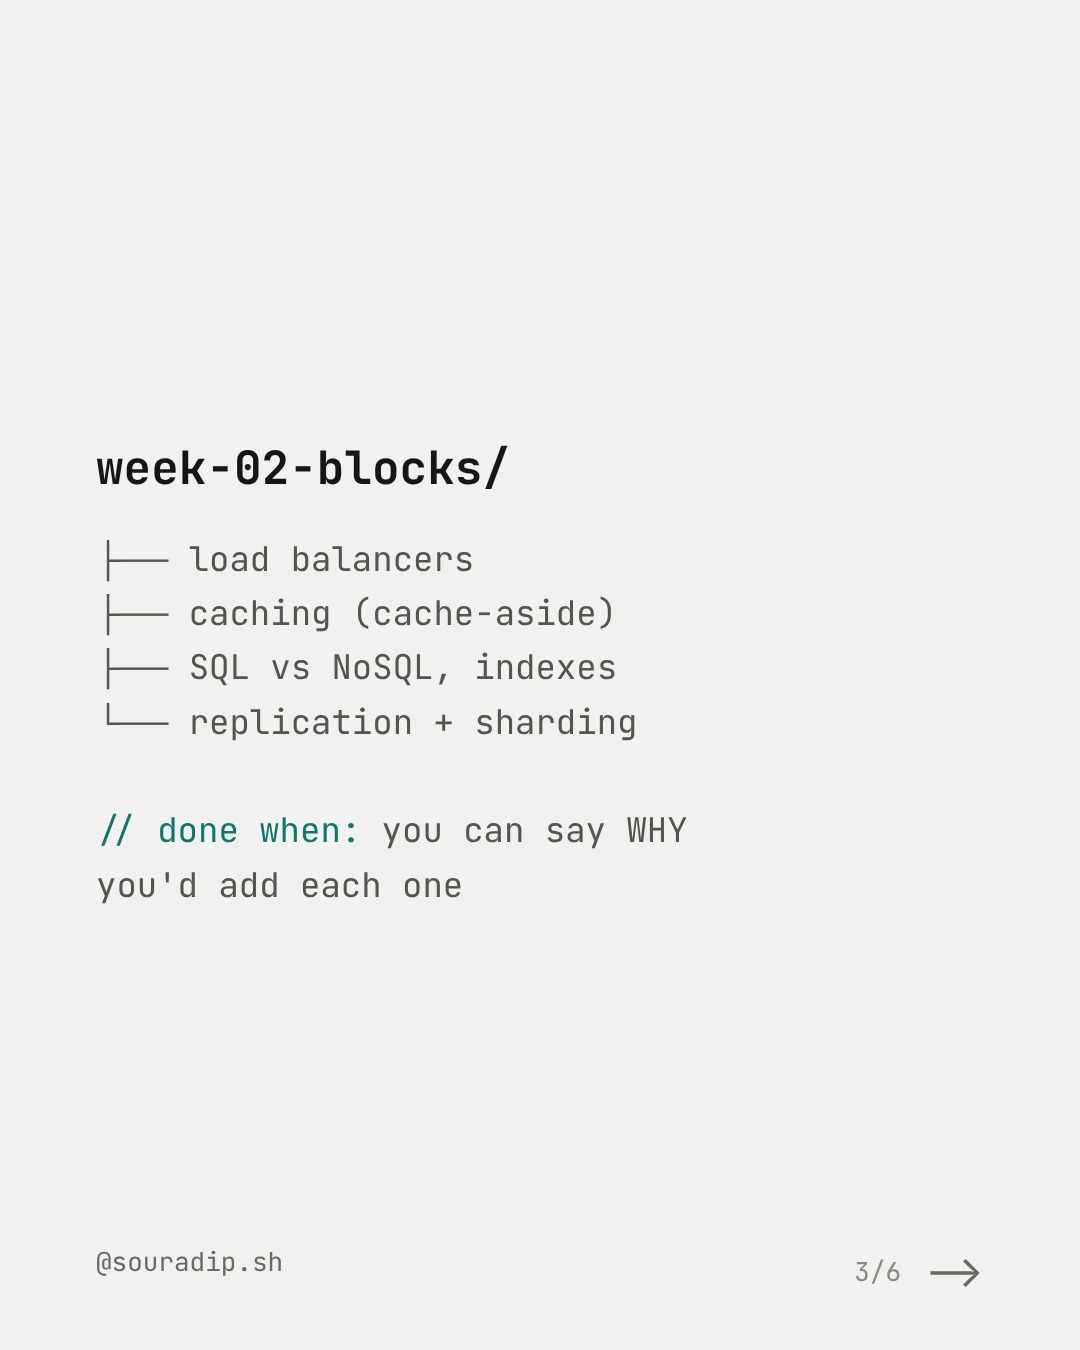 week-02-blocks/
├── load balancers
├── caching (cache-aside)
├── SQL vs NoSQL, indexes
└── replication + sharding
// done when: you can say WHY
you'd add each one
@souradip.sh
3/6 →